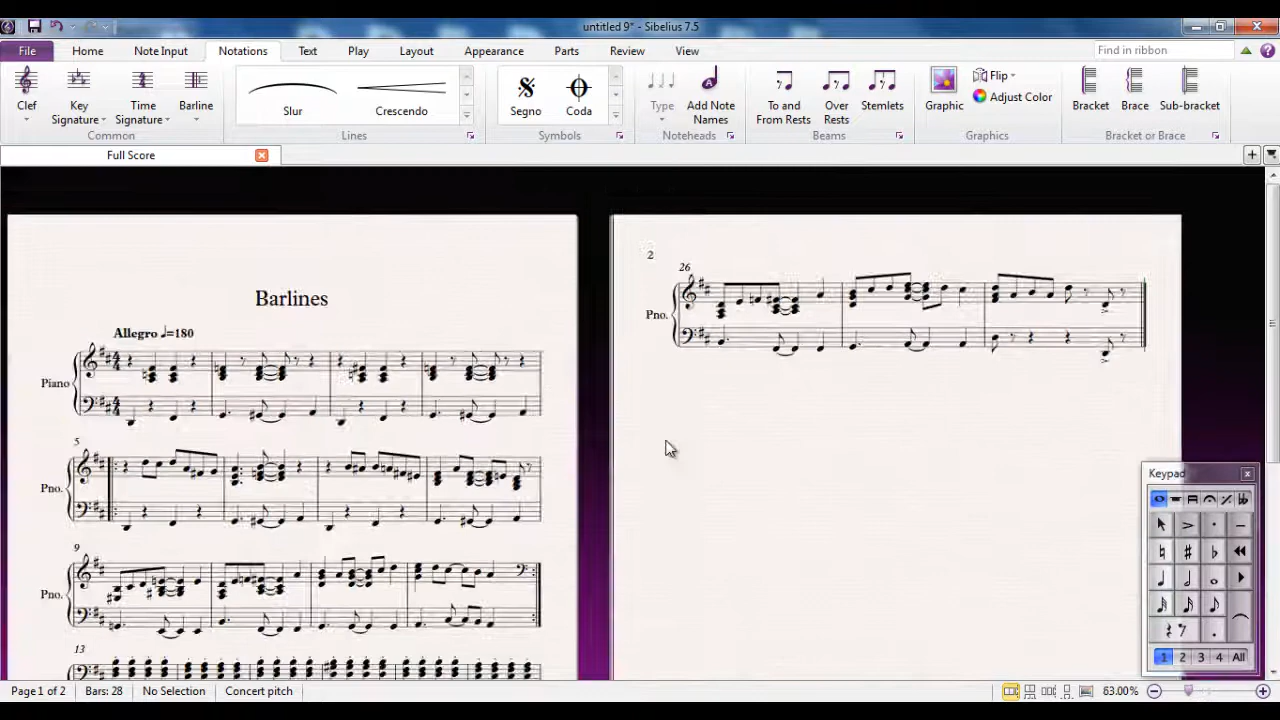 untitled 9* - Sibelius 7.5
File Home Note Input Notations Text Play Layout Appearance Parts Review View Find in ribbon
Clef Key Signature Time Signature Barline
Common
Slur Crescendo
Lines
Segno Coda
Symbols
Type Add Note Names
Noteheads
To and From Rests Over Rests Stemlets
Beams
Graphic Flip Adjust Color
Graphics
Bracket Brace Sub-bracket
Bracket or Brace
Full Score
Barlines
Allegro ♩=180
Piano
5
Pno.
9
Pno.
13
2
26
Pno.
Keypad
1 2 3 4 All
Page 1 of 2 Bars: 28 No Selection Concert pitch 63.00%